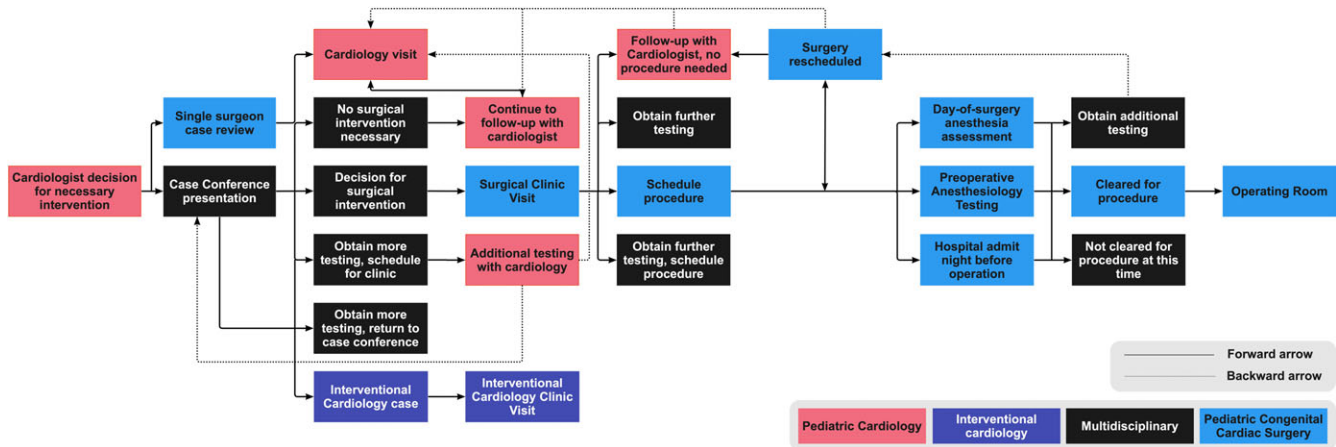 Cardiology visit
Follow-up with
Cardiologist, no
procedure needed
Surgery
rescheduled
Single surgeon
case review
No surgical
intervention
necessary
Continue to
follow-up with
cardiologist
Obtain further
testing
Day-of-surgery
anesthesia
assessment
Obtain additional
testing
Cardiologist decision
for necessary
intervention
Case Conference
presentation
Decision for
surgical
intervention
Surgical Clinic
Visit
Schedule
procedure
Preoperative
Anesthesiology
Testing
Cleared for
procedure
Operating Room
Obtain more
testing, schedule
for clinic
Additional testing
with cardiology
Obtain further
testing, schedule
procedure
Hospital admit
night before
operation
Not cleared for
procedure at this
time
Obtain more
testing, return to
case conference
Interventional
Cardiology case
Interventional
Cardiology Clinic
Visit
Forward arrow
Backward arrow
Pediatric Cardiology
Interventional
cardiology
Multidisciplinary
Pediatric Congenital
Cardiac Surgery